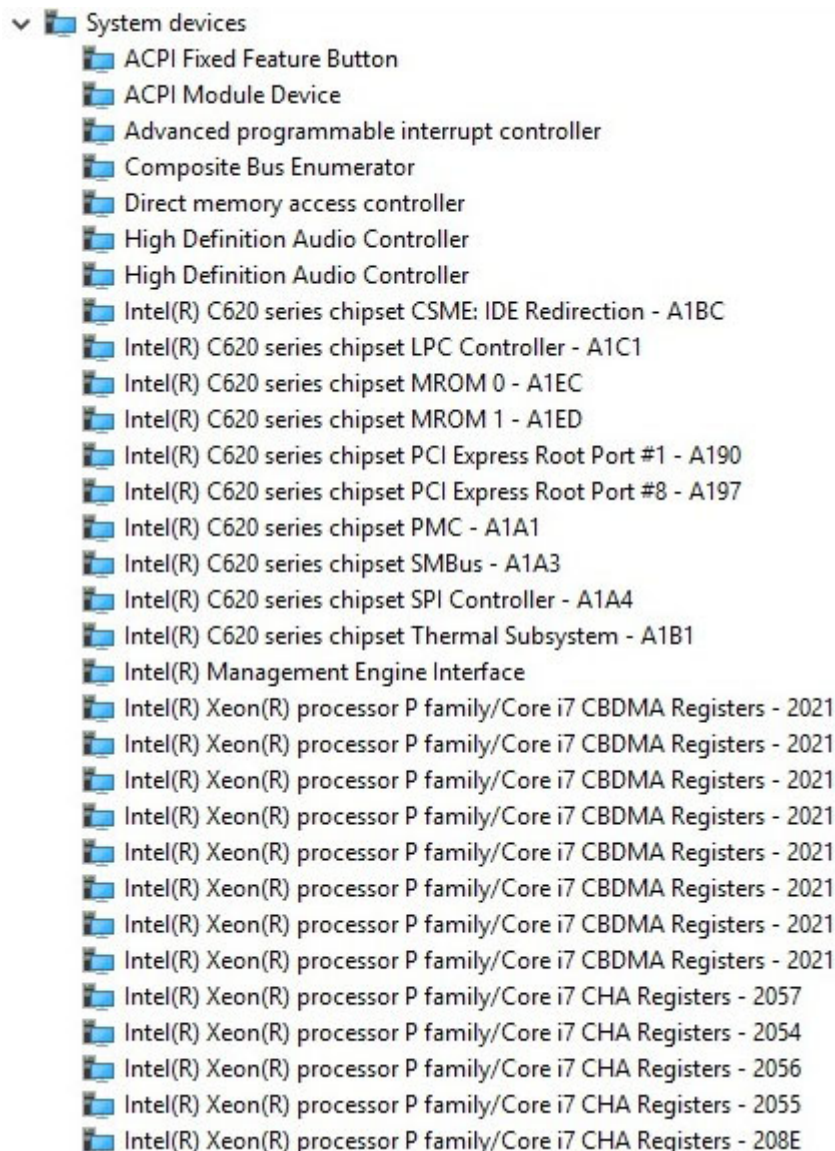 System devices
ACPI Fixed Feature Button
ACPI Module Device
Advanced programmable interrupt controller
Composite Bus Enumerator
Direct memory access controller
High Definition Audio Controller
High Definition Audio Controller
Intel(R) C620 series chipset CSME: IDE Redirection - A1BC
Intel(R) C620 series chipset LPC Controller - A1C1
Intel(R) C620 series chipset MROM 0 - A1EC
Intel(R) C620 series chipset MROM 1 - A1ED
Intel(R) C620 series chipset PCI Express Root Port #1 - A190
Intel(R) C620 series chipset PCI Express Root Port #8 - A197
Intel(R) C620 series chipset PMC - A1A1
Intel(R) C620 series chipset SMBus - A1A3
Intel(R) C620 series chipset SPI Controller - A1A4
Intel(R) C620 series chipset Thermal Subsystem - A1B1
Intel(R) Management Engine Interface
Intel(R) Xeon(R) processor P family/Core i7 CBDMA Registers - 2021
Intel(R) Xeon(R) processor P family/Core i7 CBDMA Registers - 2021
Intel(R) Xeon(R) processor P family/Core i7 CBDMA Registers - 2021
Intel(R) Xeon(R) processor P family/Core i7 CBDMA Registers - 2021
Intel(R) Xeon(R) processor P family/Core i7 CBDMA Registers - 2021
Intel(R) Xeon(R) processor P family/Core i7 CBDMA Registers - 2021
Intel(R) Xeon(R) processor P family/Core i7 CBDMA Registers - 2021
Intel(R) Xeon(R) processor P family/Core i7 CBDMA Registers - 2021
Intel(R) Xeon(R) processor P family/Core i7 CHA Registers - 2057
Intel(R) Xeon(R) processor P family/Core i7 CHA Registers - 2054
Intel(R) Xeon(R) processor P family/Core i7 CHA Registers - 2056
Intel(R) Xeon(R) processor P family/Core i7 CHA Registers - 2055
Intel(R) Xeon(R) processor P family/Core i7 CHA Registers - 208E